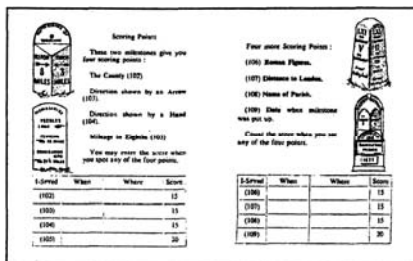 Scoring Points
These two milestones give you
four scoring points :
The County (102)
Direction shown by an Arrow
(103).
Direction shown by a Hand
(104).
Mileage in Eighths (105)
You may enter the score when
you spot any of the four points.
I-Spyed When Where Score
(102) 15
(103) 15
(104) 15
(105) 20
PEEBLES
Four more Scoring Points :
(106) Roman Figures.
(107) Distance to London.
(108) Name of Parish.
(109) Date when milestone
was put up.
Count the score when you see
any of the four points.
I-Spyed When Where Score
(106) 15
(107) 15
(108) 15
(109) 20